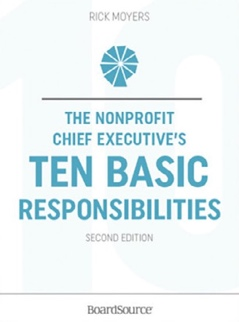 RICK MOYERS
THE NONPROFIT
CHIEF EXECUTIVE'S
TEN BASIC
RESPONSIBILITIES
SECOND EDITION
BoardSource®